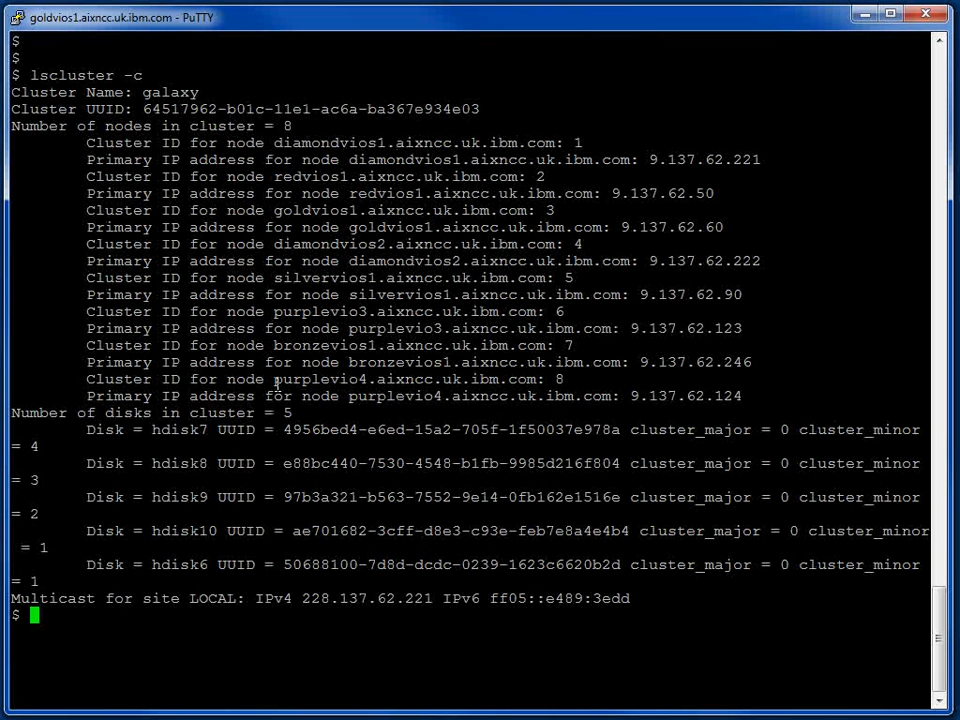 goldvios1.aixncc.uk.ibm.com - PuTTY
$
$
$ lscluster -c
Cluster Name: galaxy
Cluster UUID: 64517962-b01c-11e1-ac6a-ba367e934e03
Number of nodes in cluster = 8
Cluster ID for node diamondvios1.aixncc.uk.ibm.com: 1
Primary IP address for node diamondvios1.aixncc.uk.ibm.com: 9.137.62.221
Cluster ID for node redvios1.aixncc.uk.ibm.com: 2
Primary IP address for node redvios1.aixncc.uk.ibm.com: 9.137.62.50
Cluster ID for node goldvios1.aixncc.uk.ibm.com: 3
Primary IP address for node goldvios1.aixncc.uk.ibm.com: 9.137.62.60
Cluster ID for node diamondvios2.aixncc.uk.ibm.com: 4
Primary IP address for node diamondvios2.aixncc.uk.ibm.com: 9.137.62.222
Cluster ID for node silvervios1.aixncc.uk.ibm.com: 5
Primary IP address for node silvervios1.aixncc.uk.ibm.com: 9.137.62.90
Cluster ID for node purplevio3.aixncc.uk.ibm.com: 6
Primary IP address for node purplevio3.aixncc.uk.ibm.com: 9.137.62.123
Cluster ID for node bronzevios1.aixncc.uk.ibm.com: 7
Primary IP address for node bronzevios1.aixncc.uk.ibm.com: 9.137.62.246
Cluster ID for node purplevio4.aixncc.uk.ibm.com: 8
Primary IP address for node purplevio4.aixncc.uk.ibm.com: 9.137.62.124
Number of disks in cluster = 5
Disk = hdisk7 UUID = 4956bed4-e6ed-15a2-705f-1f50037e978a cluster_major = 0 cluster_minor
= 4
Disk = hdisk8 UUID = e88bc440-7530-4548-b1fb-9985d216f804 cluster_major = 0 cluster_minor
= 3
Disk = hdisk9 UUID = 97b3a321-b563-7552-9e14-0fb162e1516e cluster_major = 0 cluster_minor
= 2
Disk = hdisk10 UUID = ae701682-3cff-d8e3-c93e-feb7e8a4e4b4 cluster_major = 0 cluster_minor
= 1
Disk = hdisk6 UUID = 50688100-7d8d-dcdc-0239-1623c6620b2d cluster_major = 0 cluster_minor
= 1
Multicast for site LOCAL: IPv4 228.137.62.221 IPv6 ff05::e489:3edd
$